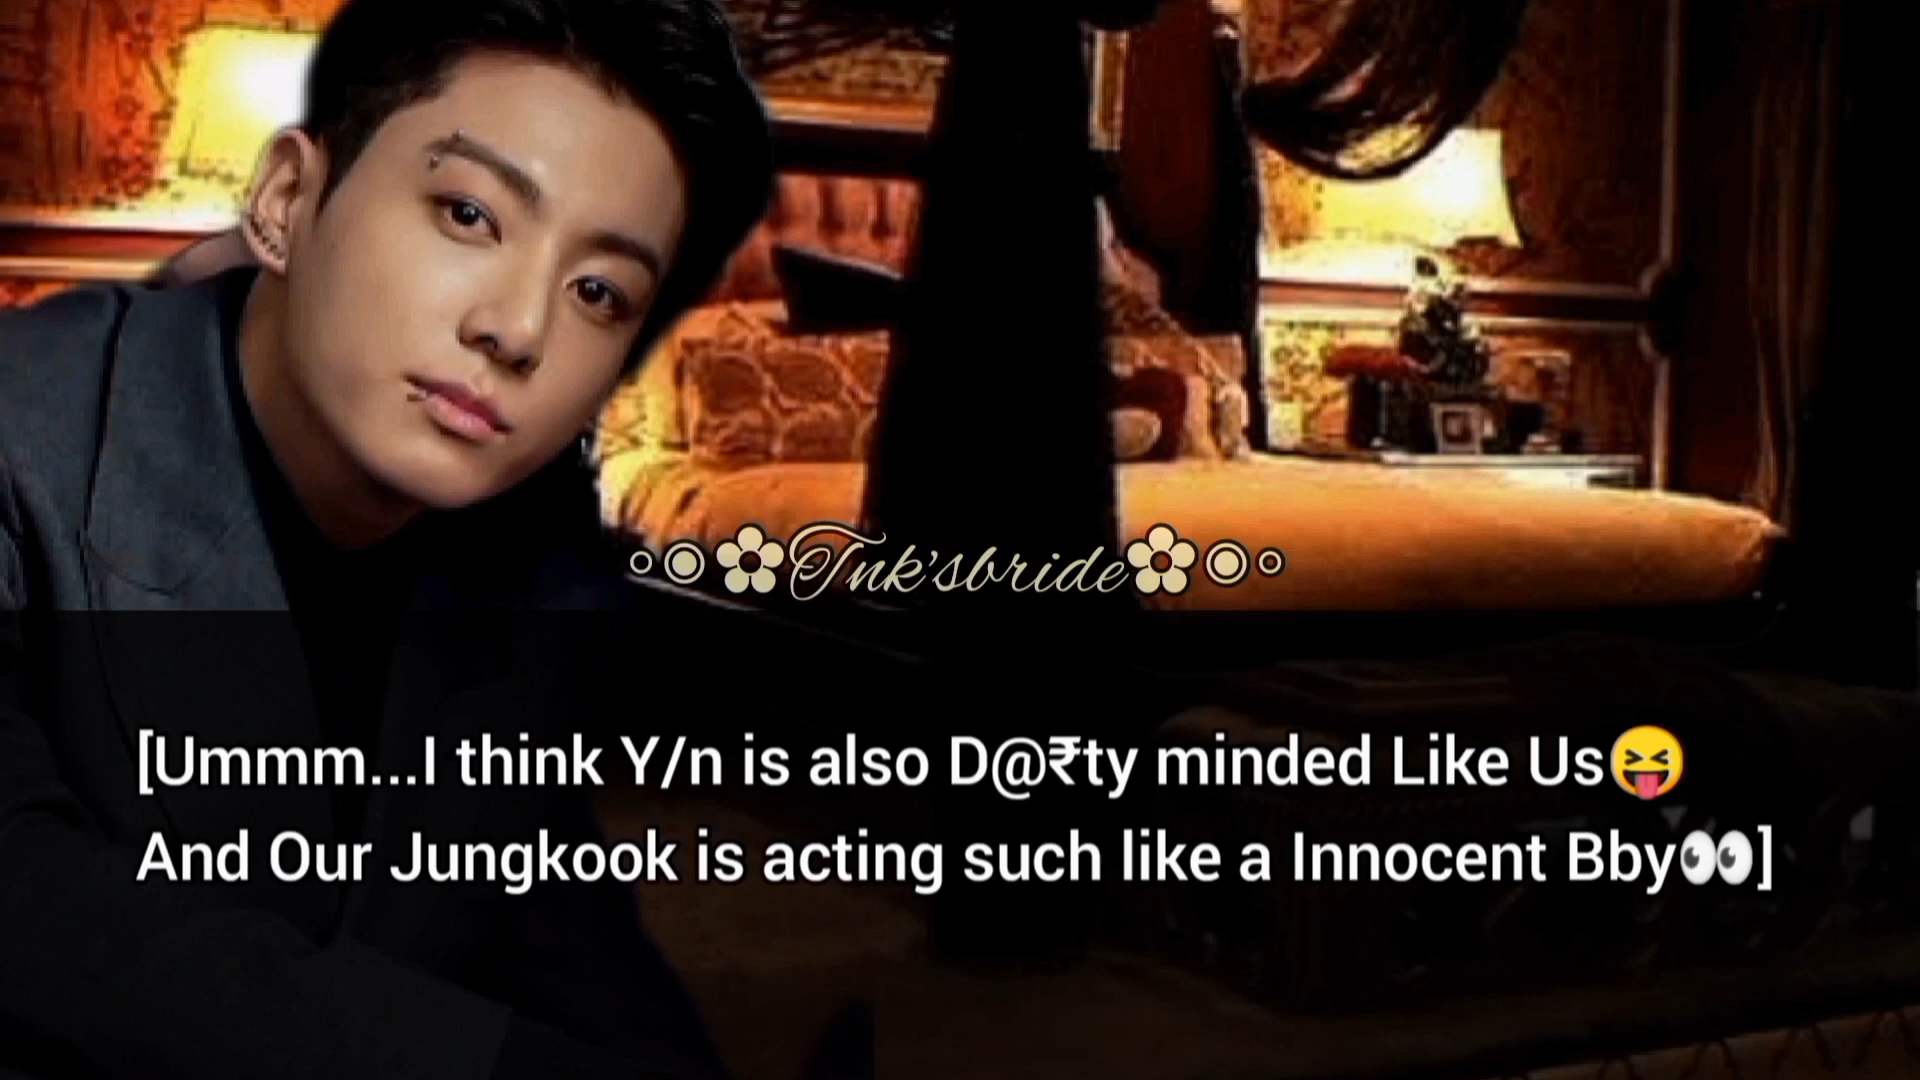 Jnk'sbride
[Ummm...I think Y/n is also D@₹ty minded Like Us😝
And Our Jungkook is acting such like a Innocent Bby👀]